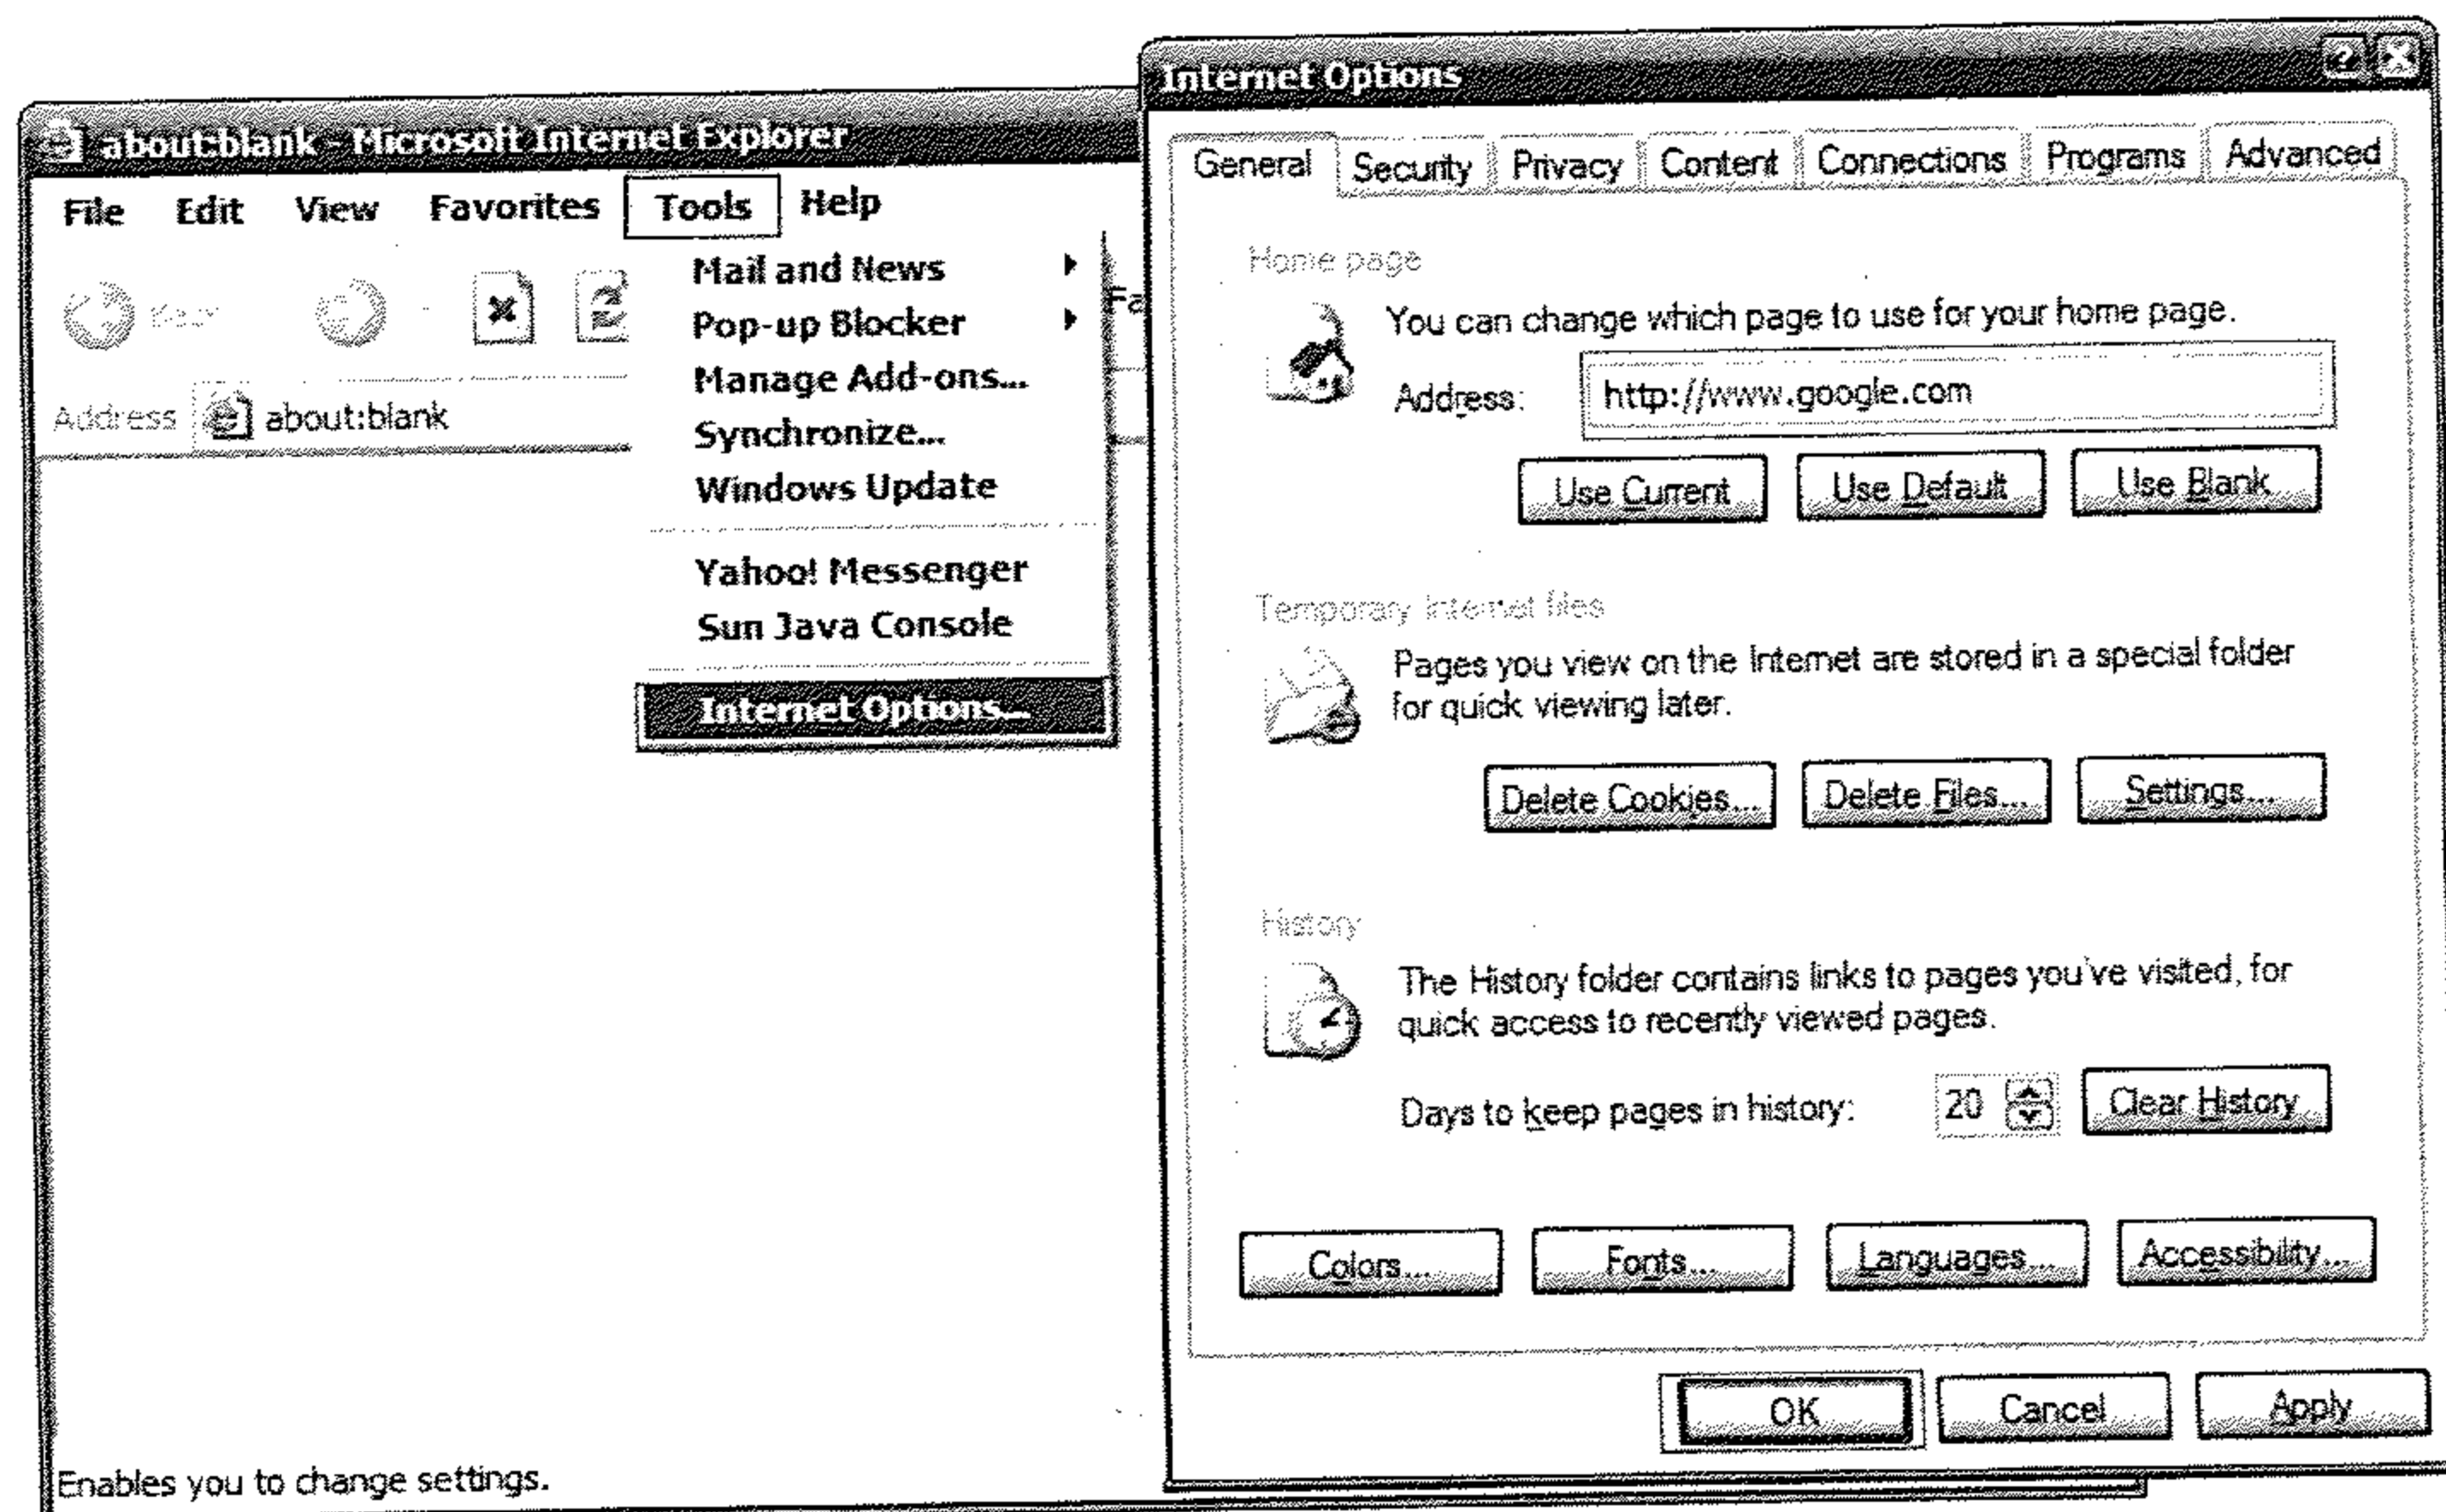 about:blank - Microsoft Internet Explorer
File Edit View Favorites Tools Help
Back
Address about:blank
Mail and News
Pop-up Blocker
Manage Add-ons...
Synchronize...
Windows Update
Yahoo! Messenger
Sun Java Console
Internet Options...
Enables you to change settings.
Internet Options
General Security Privacy Content Connections Programs Advanced
Home page
You can change which page to use for your home page.
Address: http://www.google.com
Use Current Use Default Use Blank
Temporary Internet files
Pages you view on the Internet are stored in a special folder
for quick viewing later.
Delete Cookies... Delete Files... Settings...
History
The History folder contains links to pages you've visited, for
quick access to recently viewed pages.
Days to keep pages in history: 20 Clear History
Colors... Fonts... Languages... Accessibility...
OK Cancel Apply